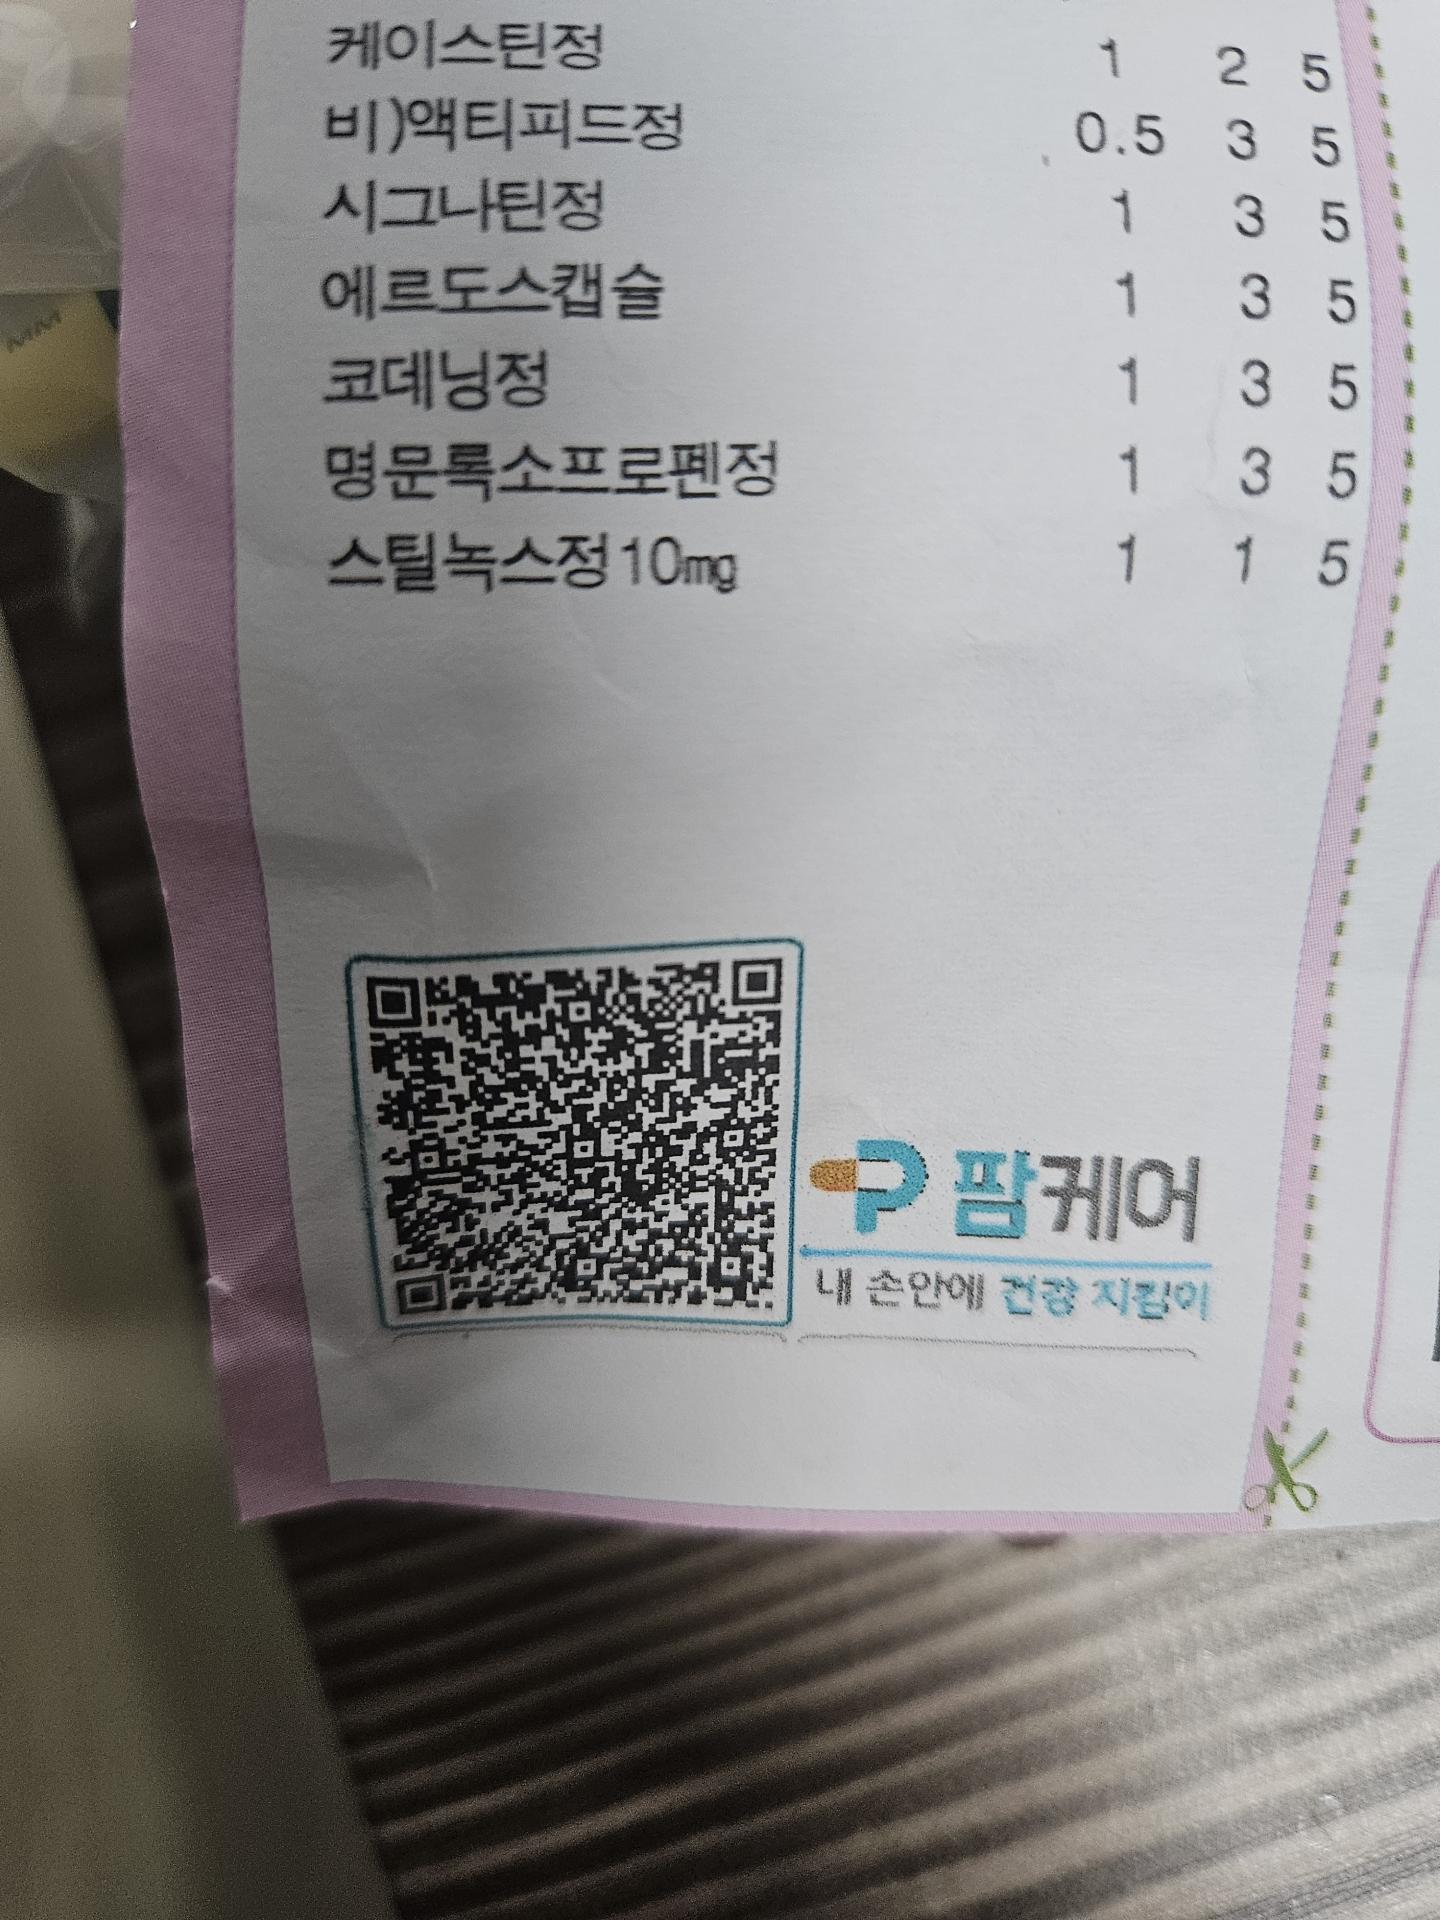 케이스틴정 1 2 5
비)액티피드정 0.5 3 5
시그나틴정 1 3 5
에르도스캡슐 1 3 5
코데닝정 1 3 5
명문록소프로펜정 1 3 5
스틸녹스정10mg 1 1 5
팜케어
내 손안에 건강 지킴이